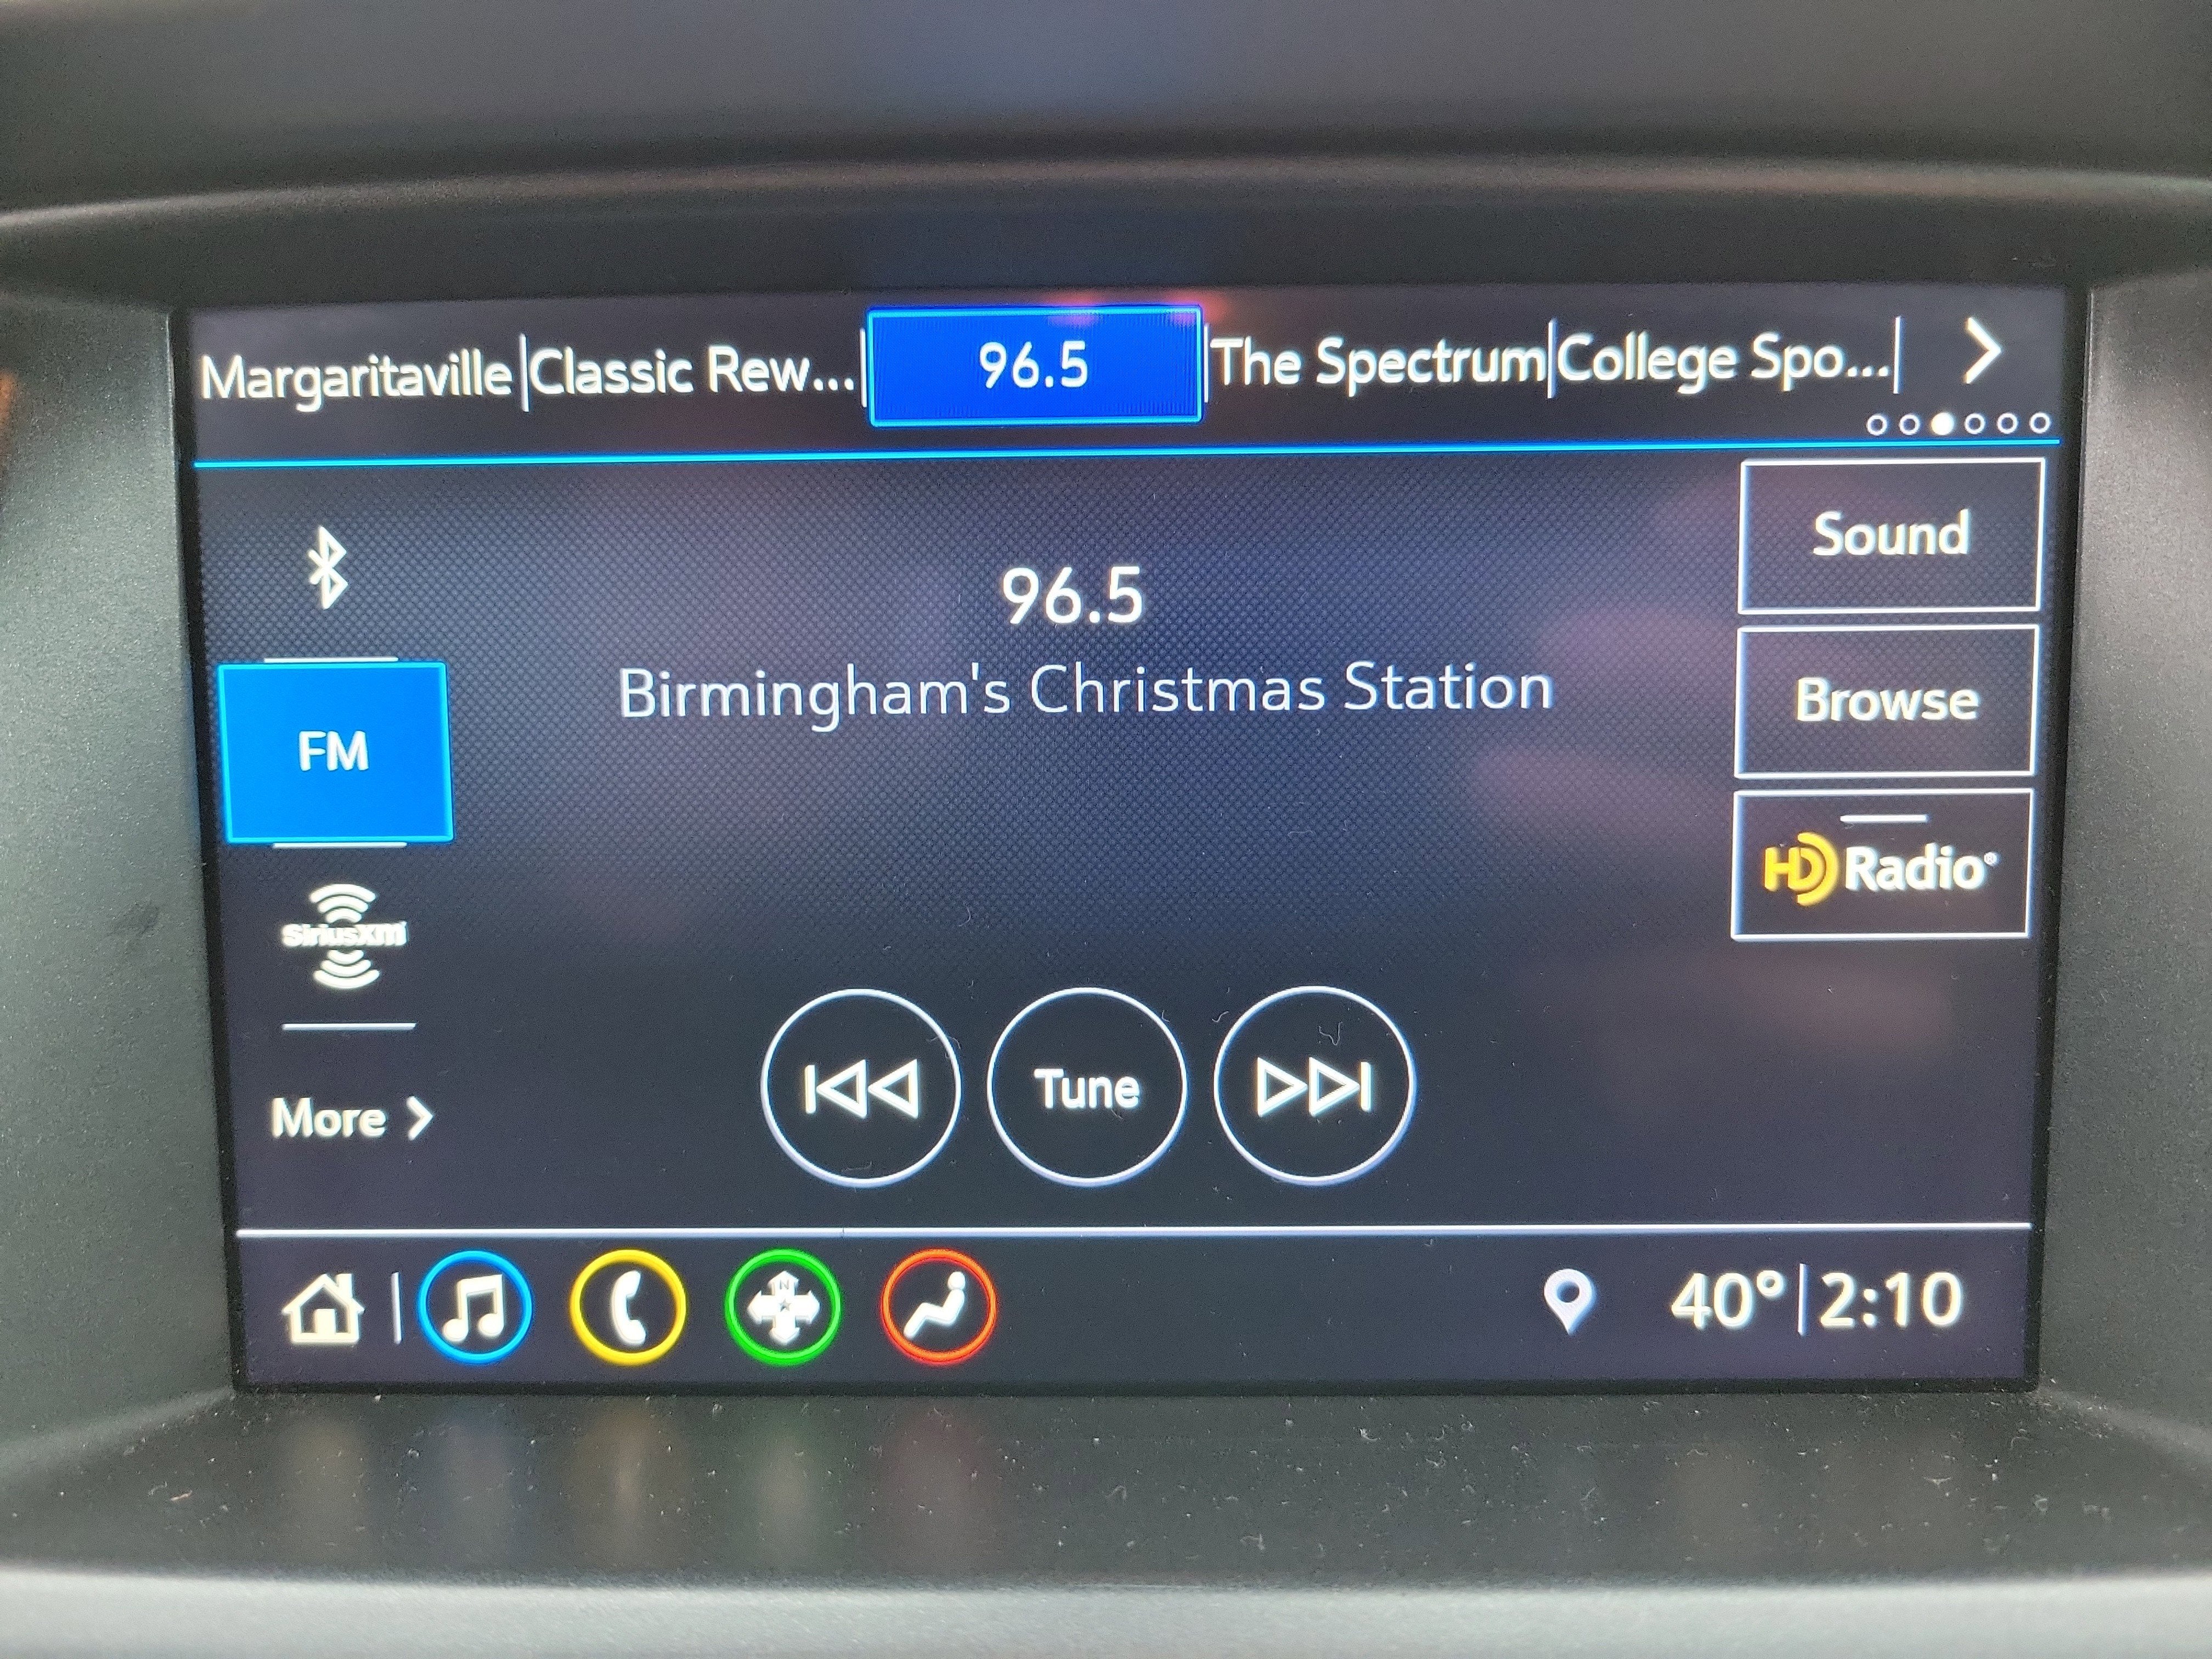 Margaritaville Classic Rew... 96.5 The Spectrum College Spo...
Sound
96.5
Birmingham's Christmas Station
Browse
FM
HD Radio®
SiriusXM
Tune
More
N
40° 2:10